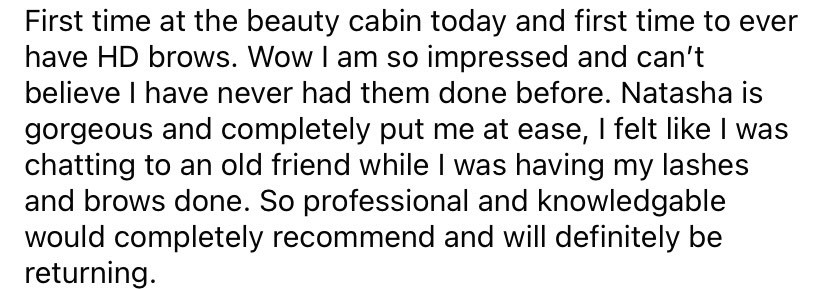 First time at the beauty cabin today and first time to ever
have HD brows. Wow I am so impressed and can’t
believe I have never had them done before. Natasha is
gorgeous and completely put me at ease, I felt like I was
chatting to an old friend while I was having my lashes
and brows done. So professional and knowledgable
would completely recommend and will definitely be
returning.